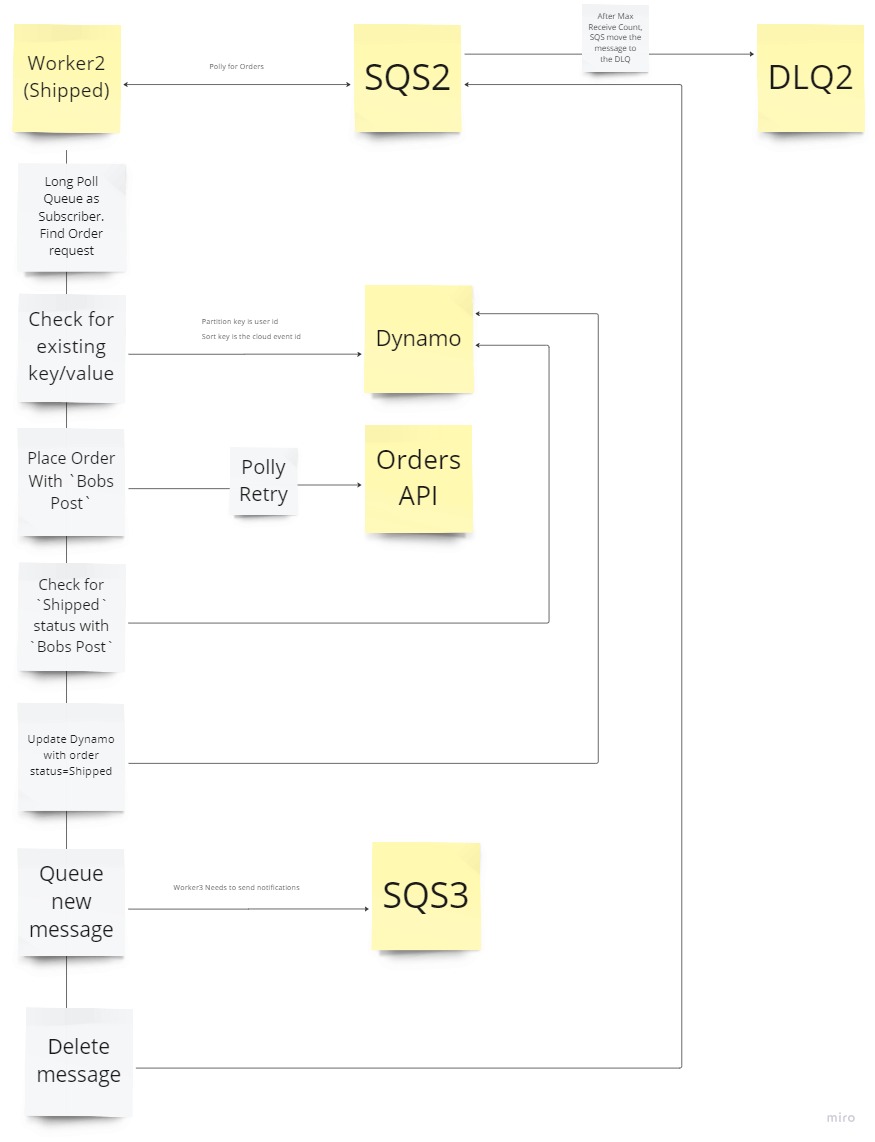 After Max
Receive Count,
SQS move the
message to
the DLQ
Worker2
(Shipped)
Polly for Orders
SQS2
DLQ2
Long Poll
Queue as
Subscriber.
Find Order
request
Check for
existing
key/value
Partition key is user id
Sort key is the cloud event id
Dynamo
Place Order
With `Bobs
Post`
Polly
Retry
Orders
API
Check for
`Shipped`
status with
`Bobs Post`
Update Dynamo
with order
status=Shipped
Queue
new
message
Worker3 Needs to send notifications
SQS3
Delete
message
miro